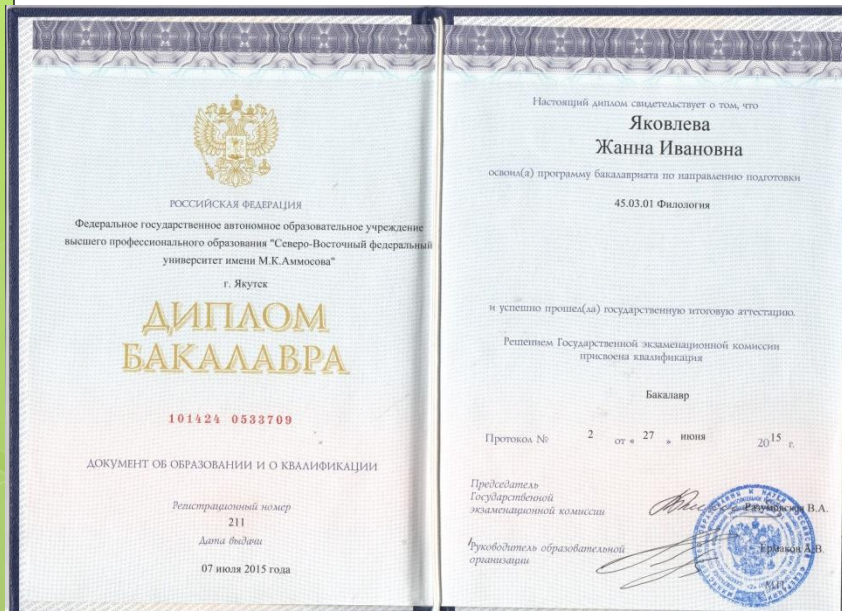 РОССИЙСКАЯ ФЕДЕРАЦИЯ
Федеральное государственное автономное образовательное учреждение
высшего профессионального образования "Северо-Восточный федеральный
университет имени М.К.Аммосова"
г. Якутск
ДИПЛОМ
БАКАЛАВРА
101424 0533709
ДОКУМЕНТ ОБ ОБРАЗОВАНИИ И О КВАЛИФИКАЦИИ
Регистрационный номер
211
Дата выдачи
07 июля 2015 года
Настоящий диплом свидетельствует о том, что
Яковлева
Жанна Ивановна
освоил(а) программу бакалавриата по направлению подготовки
45.03.01 Филология
и успешно прошел(ла) государственную итоговую аттестацию.
Решением Государственной экзаменационной комиссии
присвоена квалификация
Бакалавр
Протокол № 2 от « 27 » июня 2015 г.
Председатель
Государственной
экзаменационной комиссии Разумовская В.А.
Руководитель образовательной
организации Ермаков А.В.
М.П.